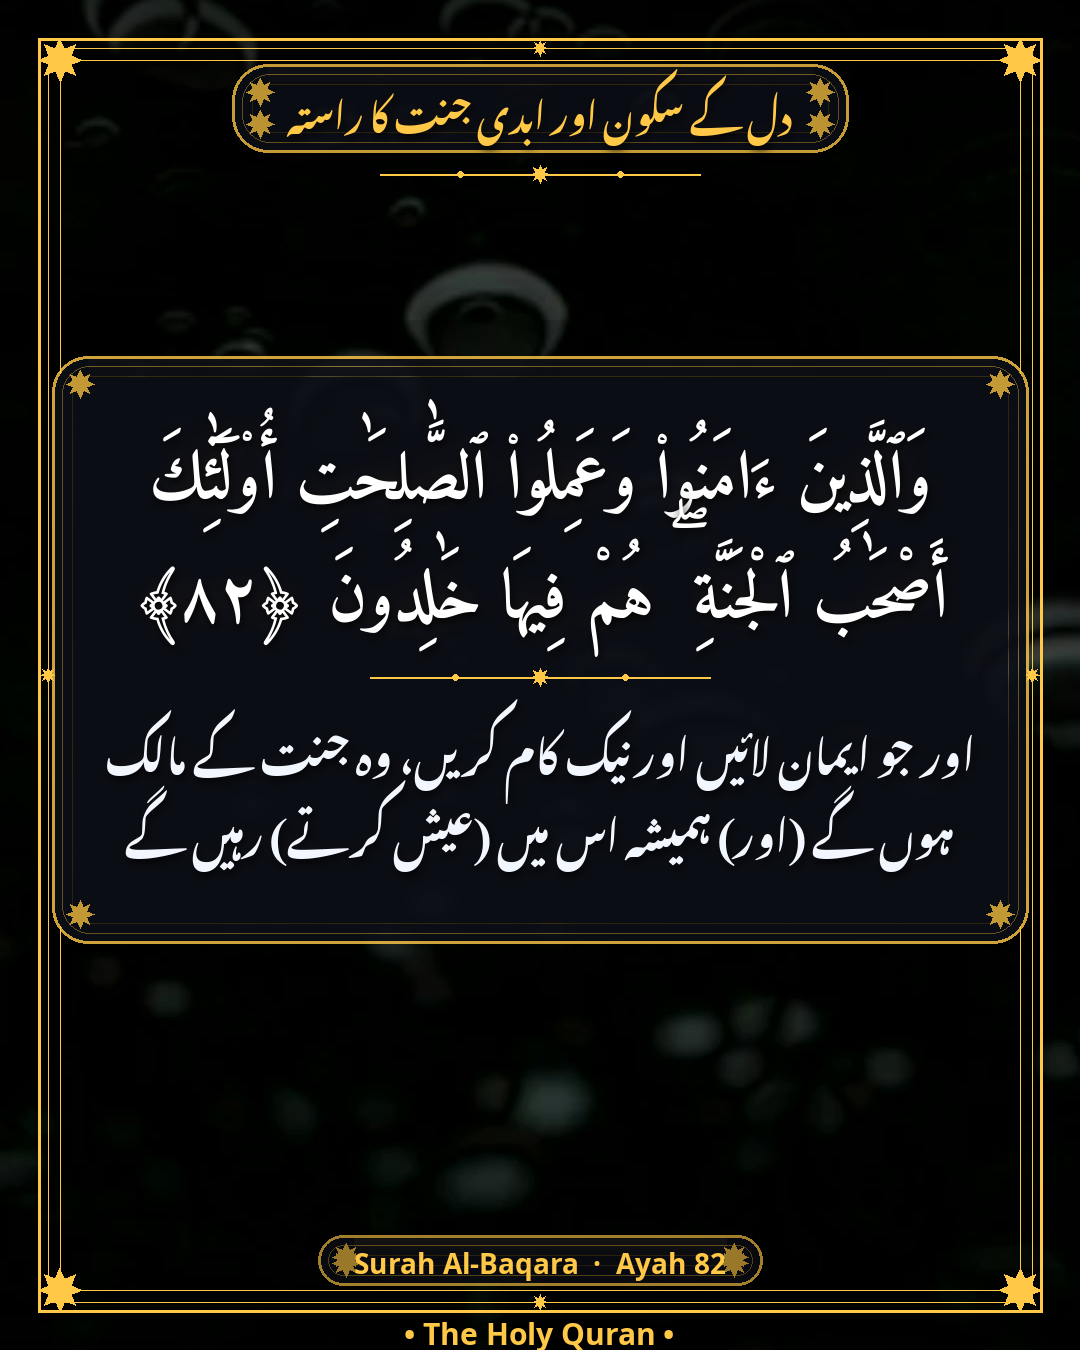 دل کے سکون اور ابدی جنت کا راستہ
وَٱلَّذِينَ ءَامَنُوا۟ وَعَمِلُوا۟ ٱلصَّٰلِحَٰتِ أُو۟لَٰٓئِكَ
أَصْحَٰبُ ٱلْجَنَّةِ ۖ هُمْ فِيهَا خَٰلِدُونَ ﴿٨٢﴾
اور جو ایمان لائیں اور نیک کام کریں، وہ جنت کے مالک
ہوں گے (اور) ہمیشہ اس میں (عیش کرتے) رہیں گے
Surah Al-Baqara · Ayah 82
• The Holy Quran •